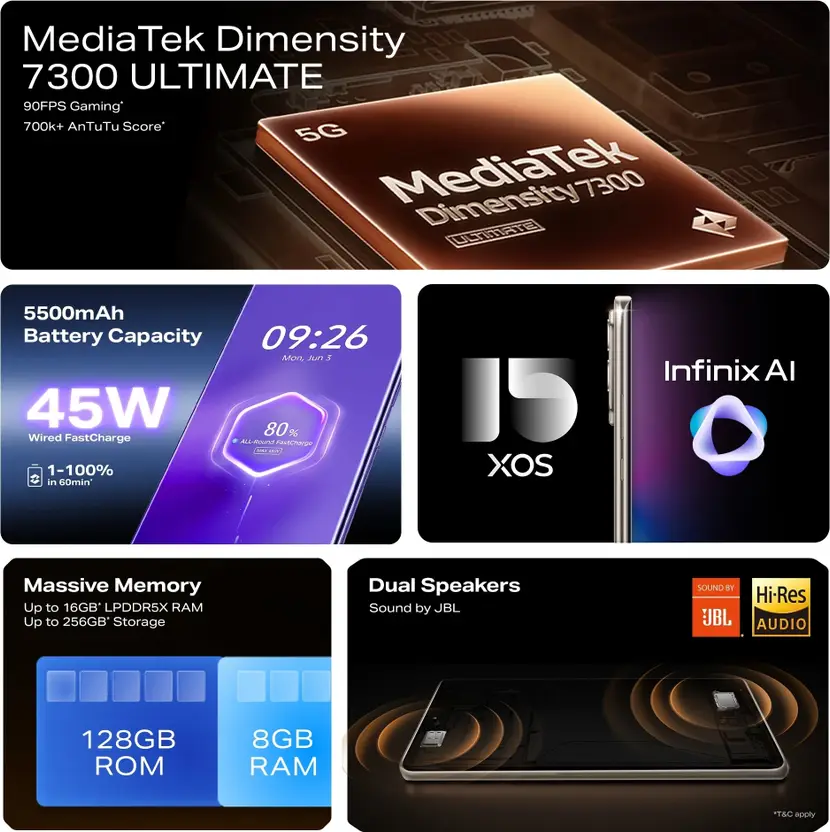 MediaTek Dimensity
7300 ULTIMATE
90FPS Gaming*
700k+ AnTuTu Score*
5G
MediaTek
Dimensity 7300
ULTIMATE
5500mAh
Battery Capacity
45W
Wired FastCharge
1-100%
in 60min*
09:26
Mon, Jun 3
80%
ALL-Round FastCharge
15
XOS
Infinix AI
Massive Memory
Up to 16GB* LPDDR5X RAM
Up to 256GB* Storage
128GB
ROM
8GB
RAM
Dual Speakers
Sound by JBL
SOUND BY
JBL
Hi-Res
AUDIO
*T&C apply